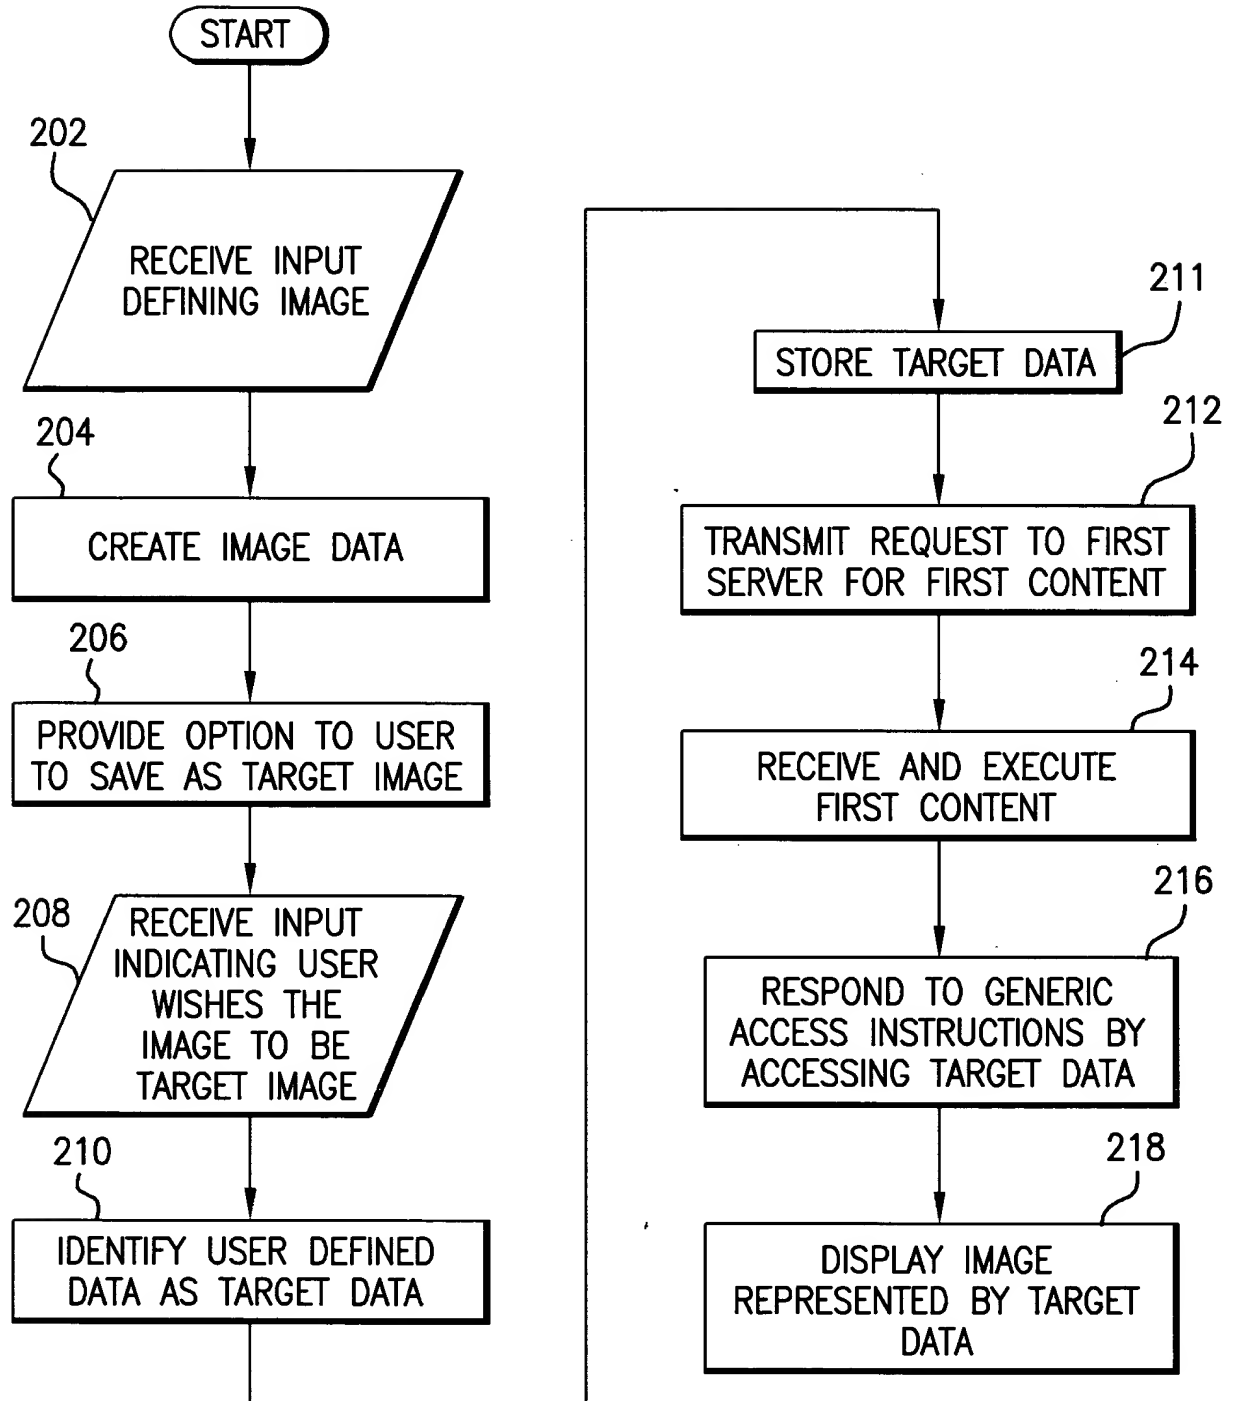 START
202
RECEIVE INPUT
DEFINING IMAGE
204
CREATE IMAGE DATA
206
PROVIDE OPTION TO USER
TO SAVE AS TARGET IMAGE
208
RECEIVE INPUT
INDICATING USER
WISHES THE
IMAGE TO BE
TARGET IMAGE
210
IDENTIFY USER DEFINED
DATA AS TARGET DATA
211
STORE TARGET DATA
212
TRANSMIT REQUEST TO FIRST
SERVER FOR FIRST CONTENT
214
RECEIVE AND EXECUTE
FIRST CONTENT
216
RESPOND TO GENERIC
ACCESS INSTRUCTIONS BY
ACCESSING TARGET DATA
218
DISPLAY IMAGE
REPRESENTED BY TARGET
DATA